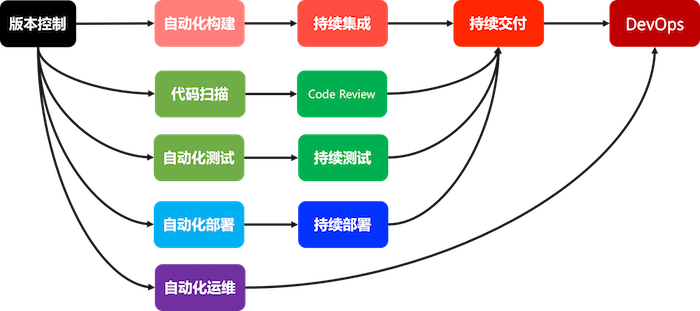 版本控制
自动化构建
持续集成
持续交付
DevOps
代码扫描
Code Review
自动化测试
持续测试
自动化部署
持续部署
自动化运维